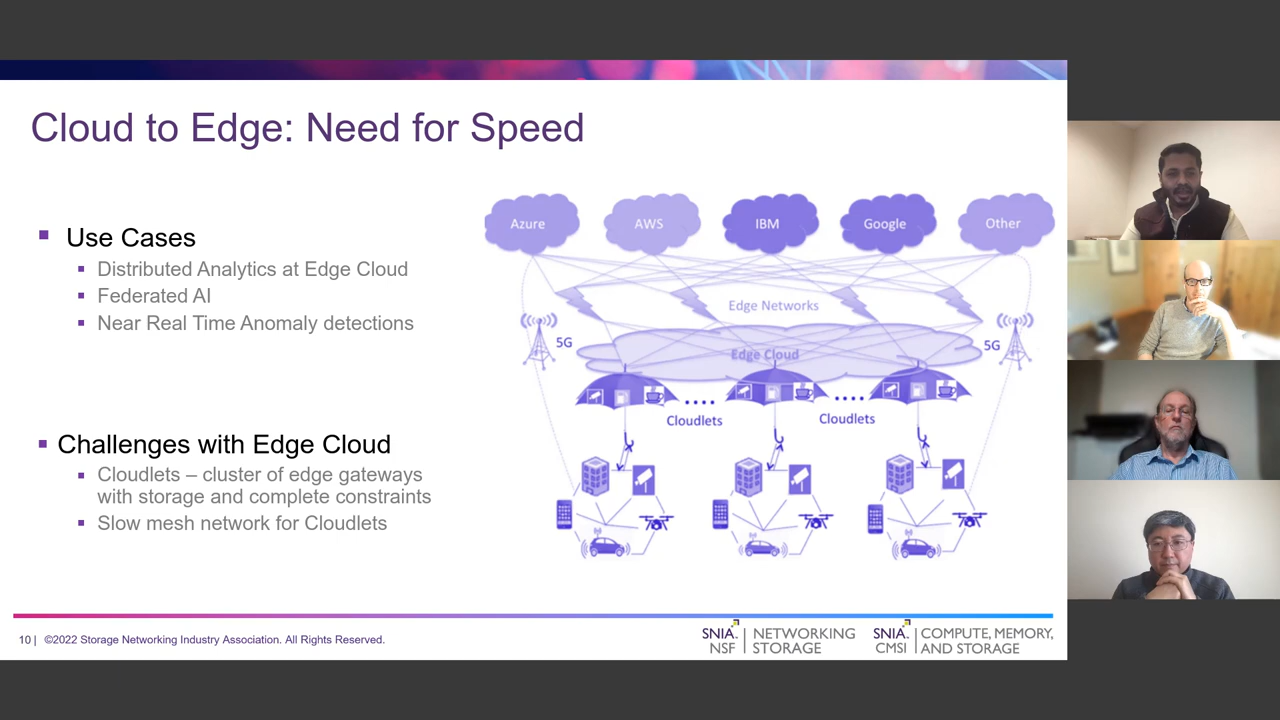 Cloud to Edge: Need for Speed
Use Cases
Distributed Analytics at Edge Cloud
Federated AI
Near Real Time Anomaly detections
Challenges with Edge Cloud
Cloudlets – cluster of edge gateways
with storage and complete constraints
Slow mesh network for Cloudlets
Azure
AWS
IBM
Google
Other
Edge Networks
5G
5G
Edge Cloud
Cloudlets
Cloudlets
10 | ©2022 Storage Networking Industry Association. All Rights Reserved.
SNIA. | NETWORKING
NSF | STORAGE
SNIA. | COMPUTE, MEMORY,
CMSI | AND STORAGE